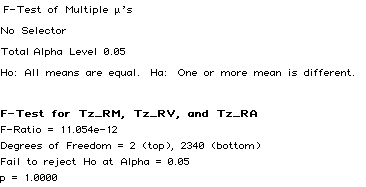 F-Test of Multiple µ's
No Selector
Total Alpha Level 0.05
Ho: All means are equal. Ha: One or more mean is different.
F-Test for Tz_RM, Tz_RV, and Tz_RA
F-Ratio = 11.054e-12
Degrees of Freedom = 2 (top), 2340 (bottom)
Fail to reject Ho at Alpha = 0.05
p = 1.0000